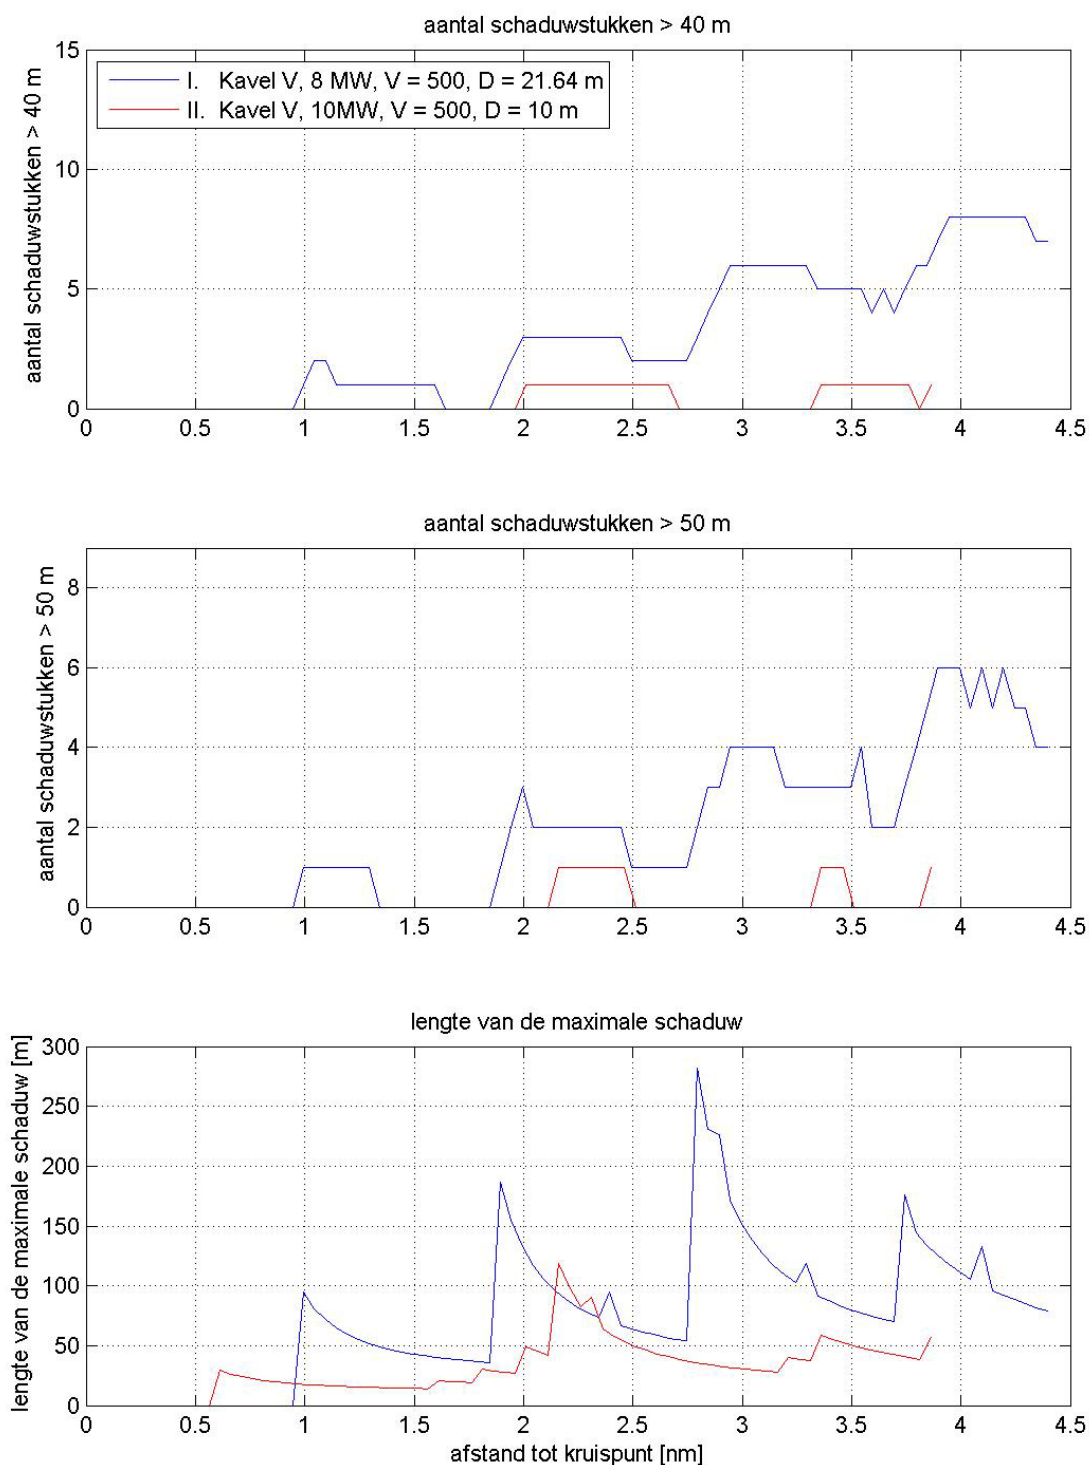 aantal schaduwstukken > 40 m
aantal schaduwstukken > 40 m
15
10
5
0
I. Kavel V, 8 MW, V = 500, D = 21.64 m
II. Kavel V, 10MW, V = 500, D = 10 m
0 0.5 1 1.5 2 2.5 3 3.5 4 4.5
aantal schaduwstukken > 50 m
aantal schaduwstukken > 50 m
8
6
4
2
0
0 0.5 1 1.5 2 2.5 3 3.5 4 4.5
lengte van de maximale schaduw
lengte van de maximale schaduw [m]
300
250
200
150
100
50
0
0 0.5 1 1.5 2 2.5 3 3.5 4 4.5
afstand tot kruispunt [nm]